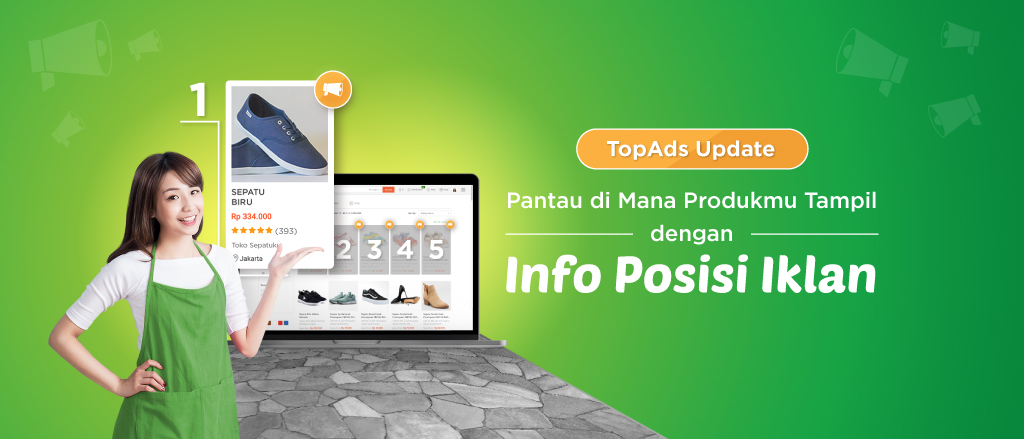 1
SEPATU
BIRU
Rp 334.000
(393)
Toko Sepatuku
Jakarta
2 3 4 5
TopAds Update
Pantau di Mana Produkmu Tampil
dengan
Info Posisi Iklan